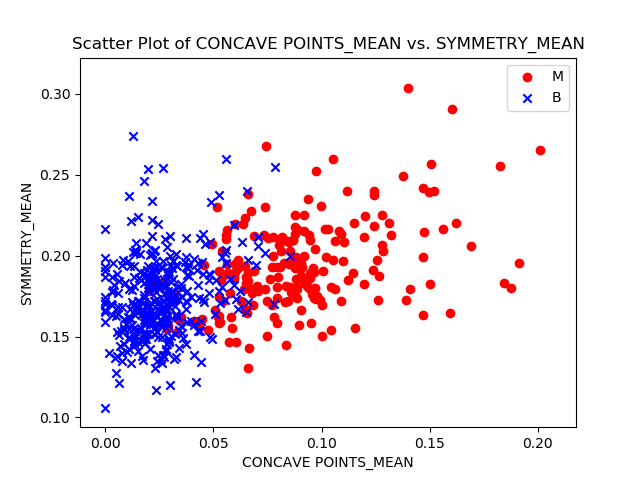 Scatter Plot of CONCAVE POINTS_MEAN vs. SYMMETRY_MEAN
M
B
SYMMETRY_MEAN
0.30
0.25
0.20
0.15
0.10
0.00 0.05 0.10 0.15 0.20
CONCAVE POINTS_MEAN